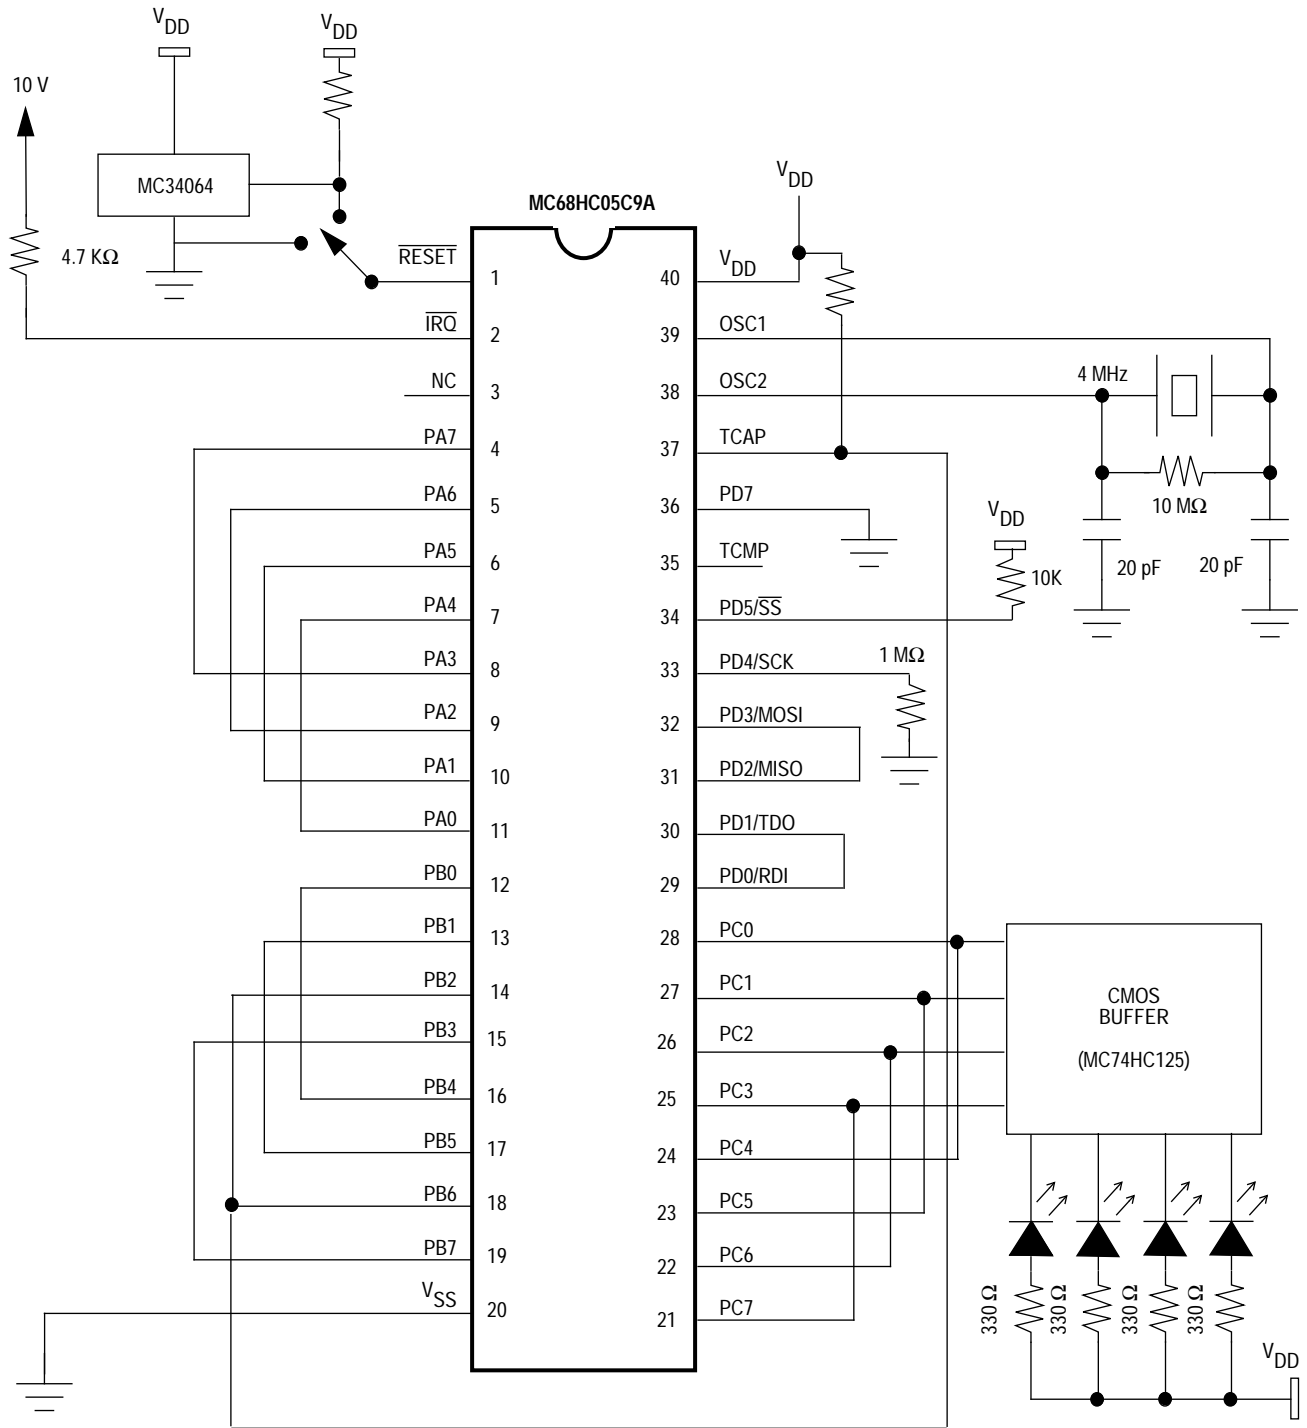 VDD
VDD
10 V
MC34064
4.7 KΩ
MC68HC05C9A
VDD
RESET
1
IRQ
2
NC
3
PA7
4
PA6
5
PA5
6
PA4
7
PA3
8
PA2
9
PA1
10
PA0
11
PB0
12
PB1
13
PB2
14
PB3
15
PB4
16
PB5
17
PB6
18
PB7
19
VSS
20
40
VDD
39
OSC1
38
OSC2
37
TCAP
36
PD7
35
TCMP
34
PD5/SS
33
PD4/SCK
32
PD3/MOSI
31
PD2/MISO
30
PD1/TDO
29
PD0/RDI
28
PC0
27
PC1
26
PC2
25
PC3
24
PC4
23
PC5
22
PC6
21
PC7
4 MHz
10 MΩ
20 pF
20 pF
VDD
10K
1 MΩ
CMOS
BUFFER
(MC74HC125)
330 Ω
330 Ω
330 Ω
330 Ω
VDD